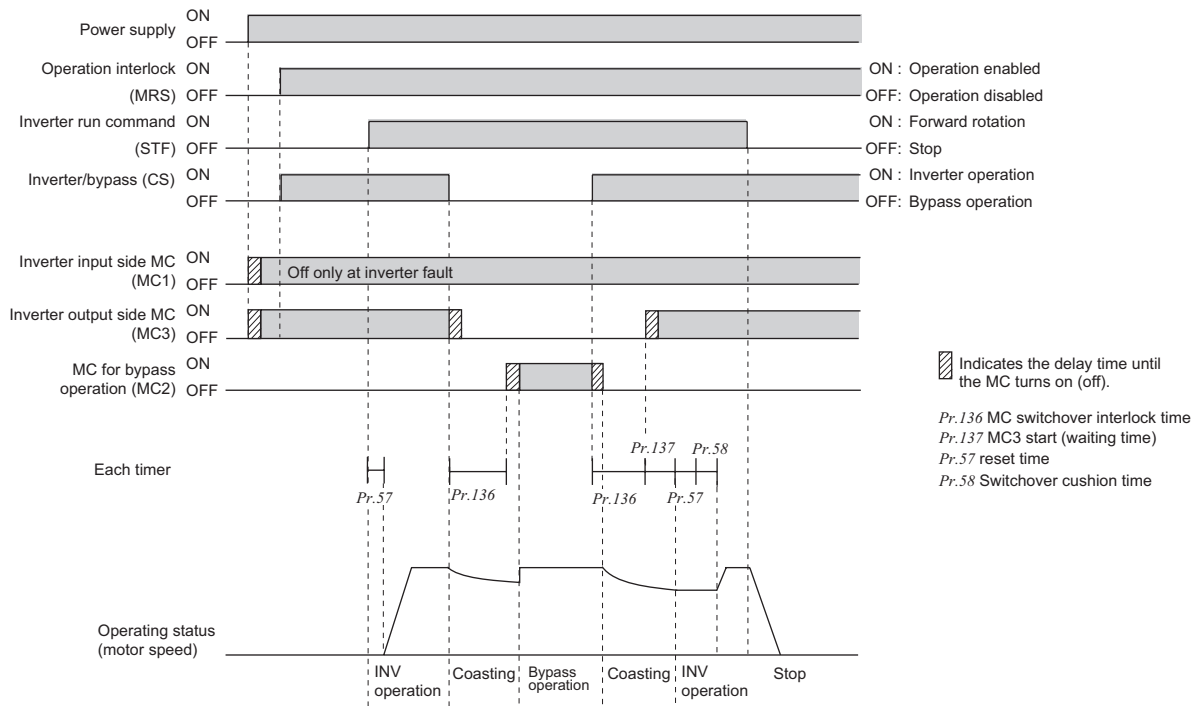 Power supply ON
OFF
Operation interlock ON
(MRS) OFF
ON : Operation enabled
OFF: Operation disabled
Inverter run command ON
(STF) OFF
ON : Forward rotation
OFF: Stop
Inverter/bypass (CS) ON
OFF
ON : Inverter operation
OFF: Bypass operation
Inverter input side MC ON
(MC1) OFF
Off only at inverter fault
Inverter output side MC ON
(MC3) OFF
MC for bypass ON
operation (MC2) OFF
Indicates the delay time until
the MC turns on (off).
Pr.136 MC switchover interlock time
Pr.137 MC3 start (waiting time)
Pr.57 reset time
Pr.58 Switchover cushion time
Each timer
Pr.137 Pr.58
Pr.57 Pr.136 Pr.136 Pr.57
Operating status
(motor speed)
INV
operation
Coasting
Bypass
operation
Coasting
INV
operation
Stop